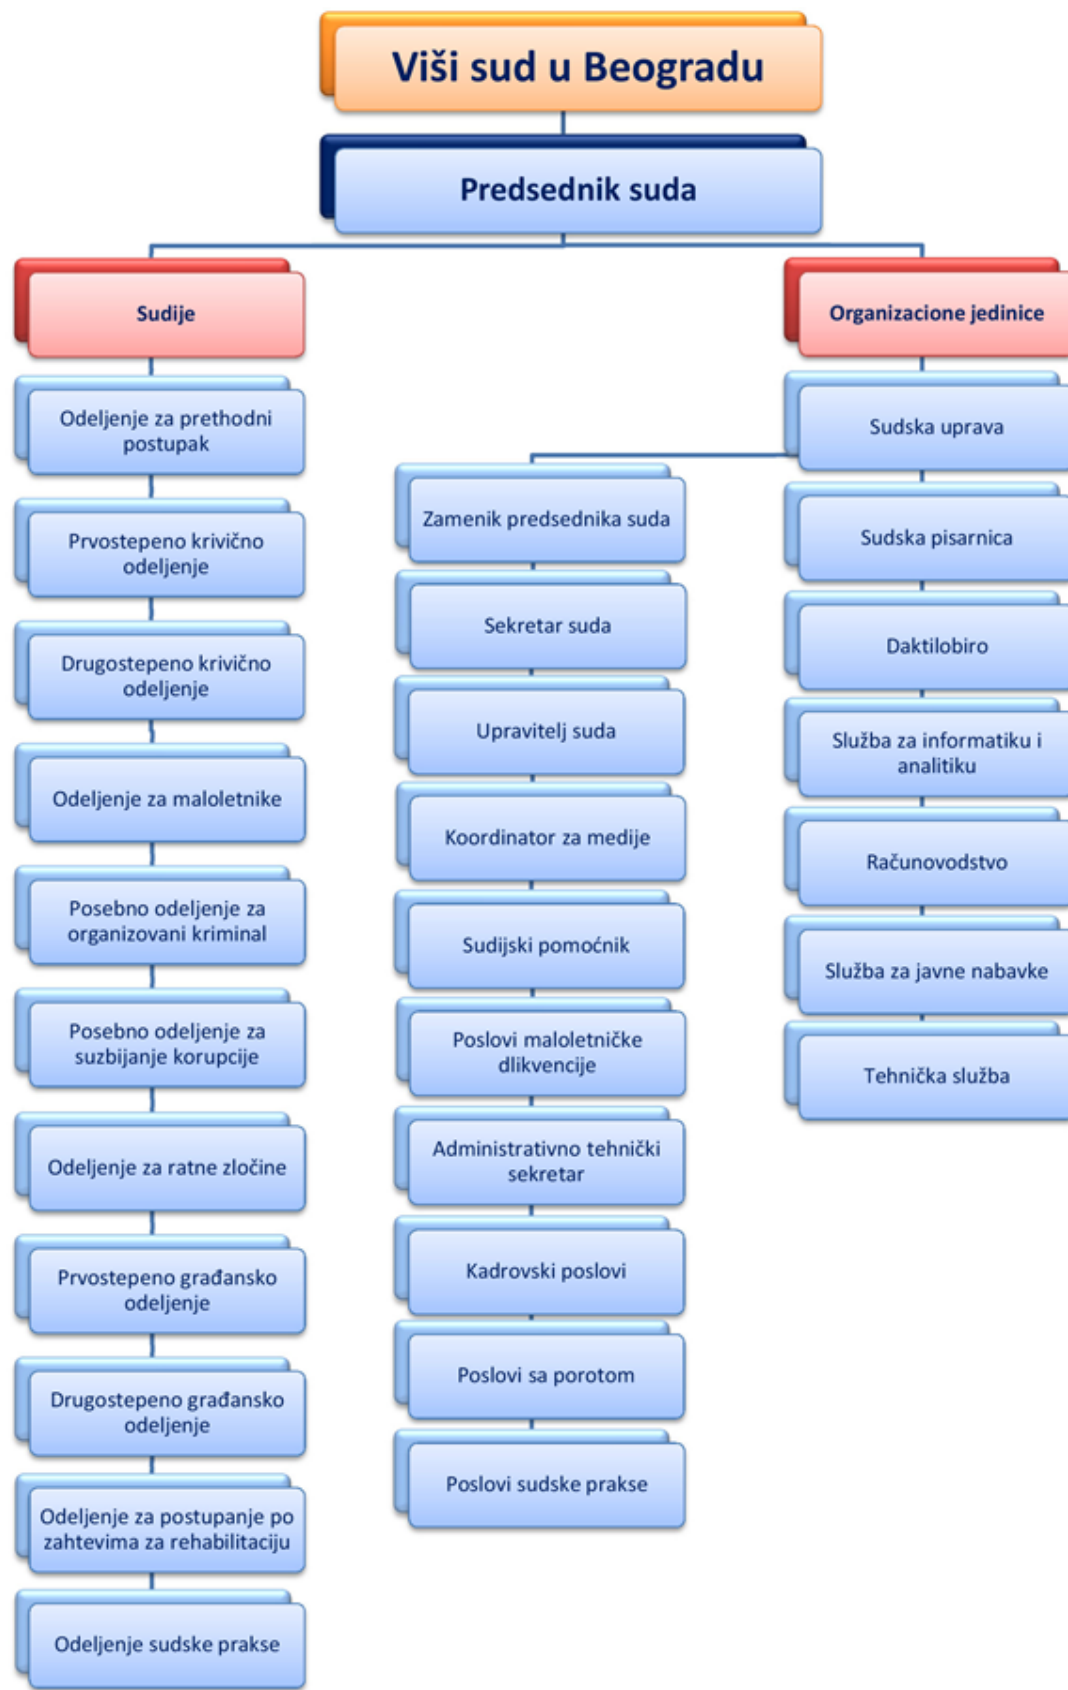 Viši sud u Beogradu
Predsednik suda
Sudije
Odeljenje za prethodni
postupak
Prvostepeno krivično
odeljenje
Drugostepeno krivično
odeljenje
Odeljenje za maloletnike
Posebno odeljenje za
organizovani kriminal
Posebno odeljenje za
suzbijanje korupcije
Odeljenje za ratne zločine
Prvostepeno građansko
odeljenje
Drugostepeno građansko
odeljenje
Odeljenje za postupanje po
zahtevima za rehabilitaciju
Odeljenje sudske prakse
Zamenik predsednika suda
Sekretar suda
Upravitelj suda
Koordinator za medije
Sudijski pomoćnik
Poslovi maloletničke
dlikvencije
Administrativno tehnički
sekretar
Kadrovski poslovi
Poslovi sa porotom
Poslovi sudske prakse
Organizacione jedinice
Sudska uprava
Sudska pisarnica
Daktilobiro
Služba za informatiku i
analitiku
Računovodstvo
Služba za javne nabavke
Tehnička služba